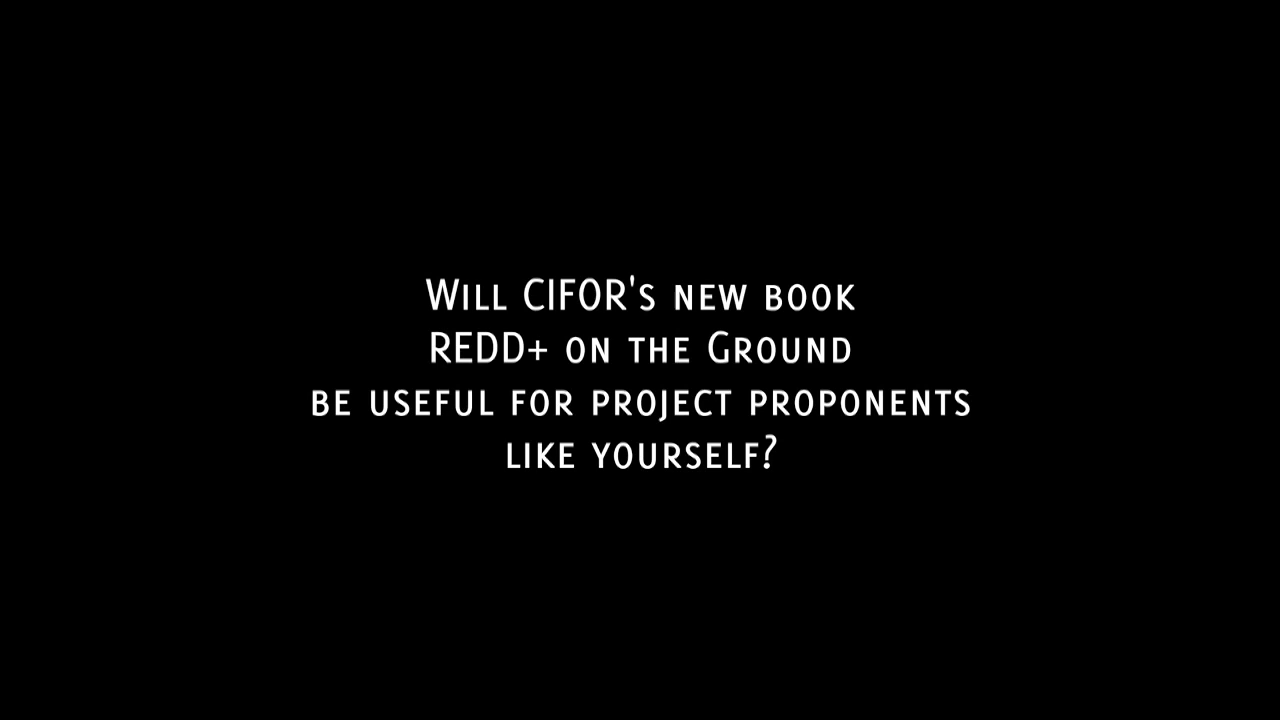 Will CIFOR's new book
REDD+ on the Ground
be useful for project proponents
like yourself?